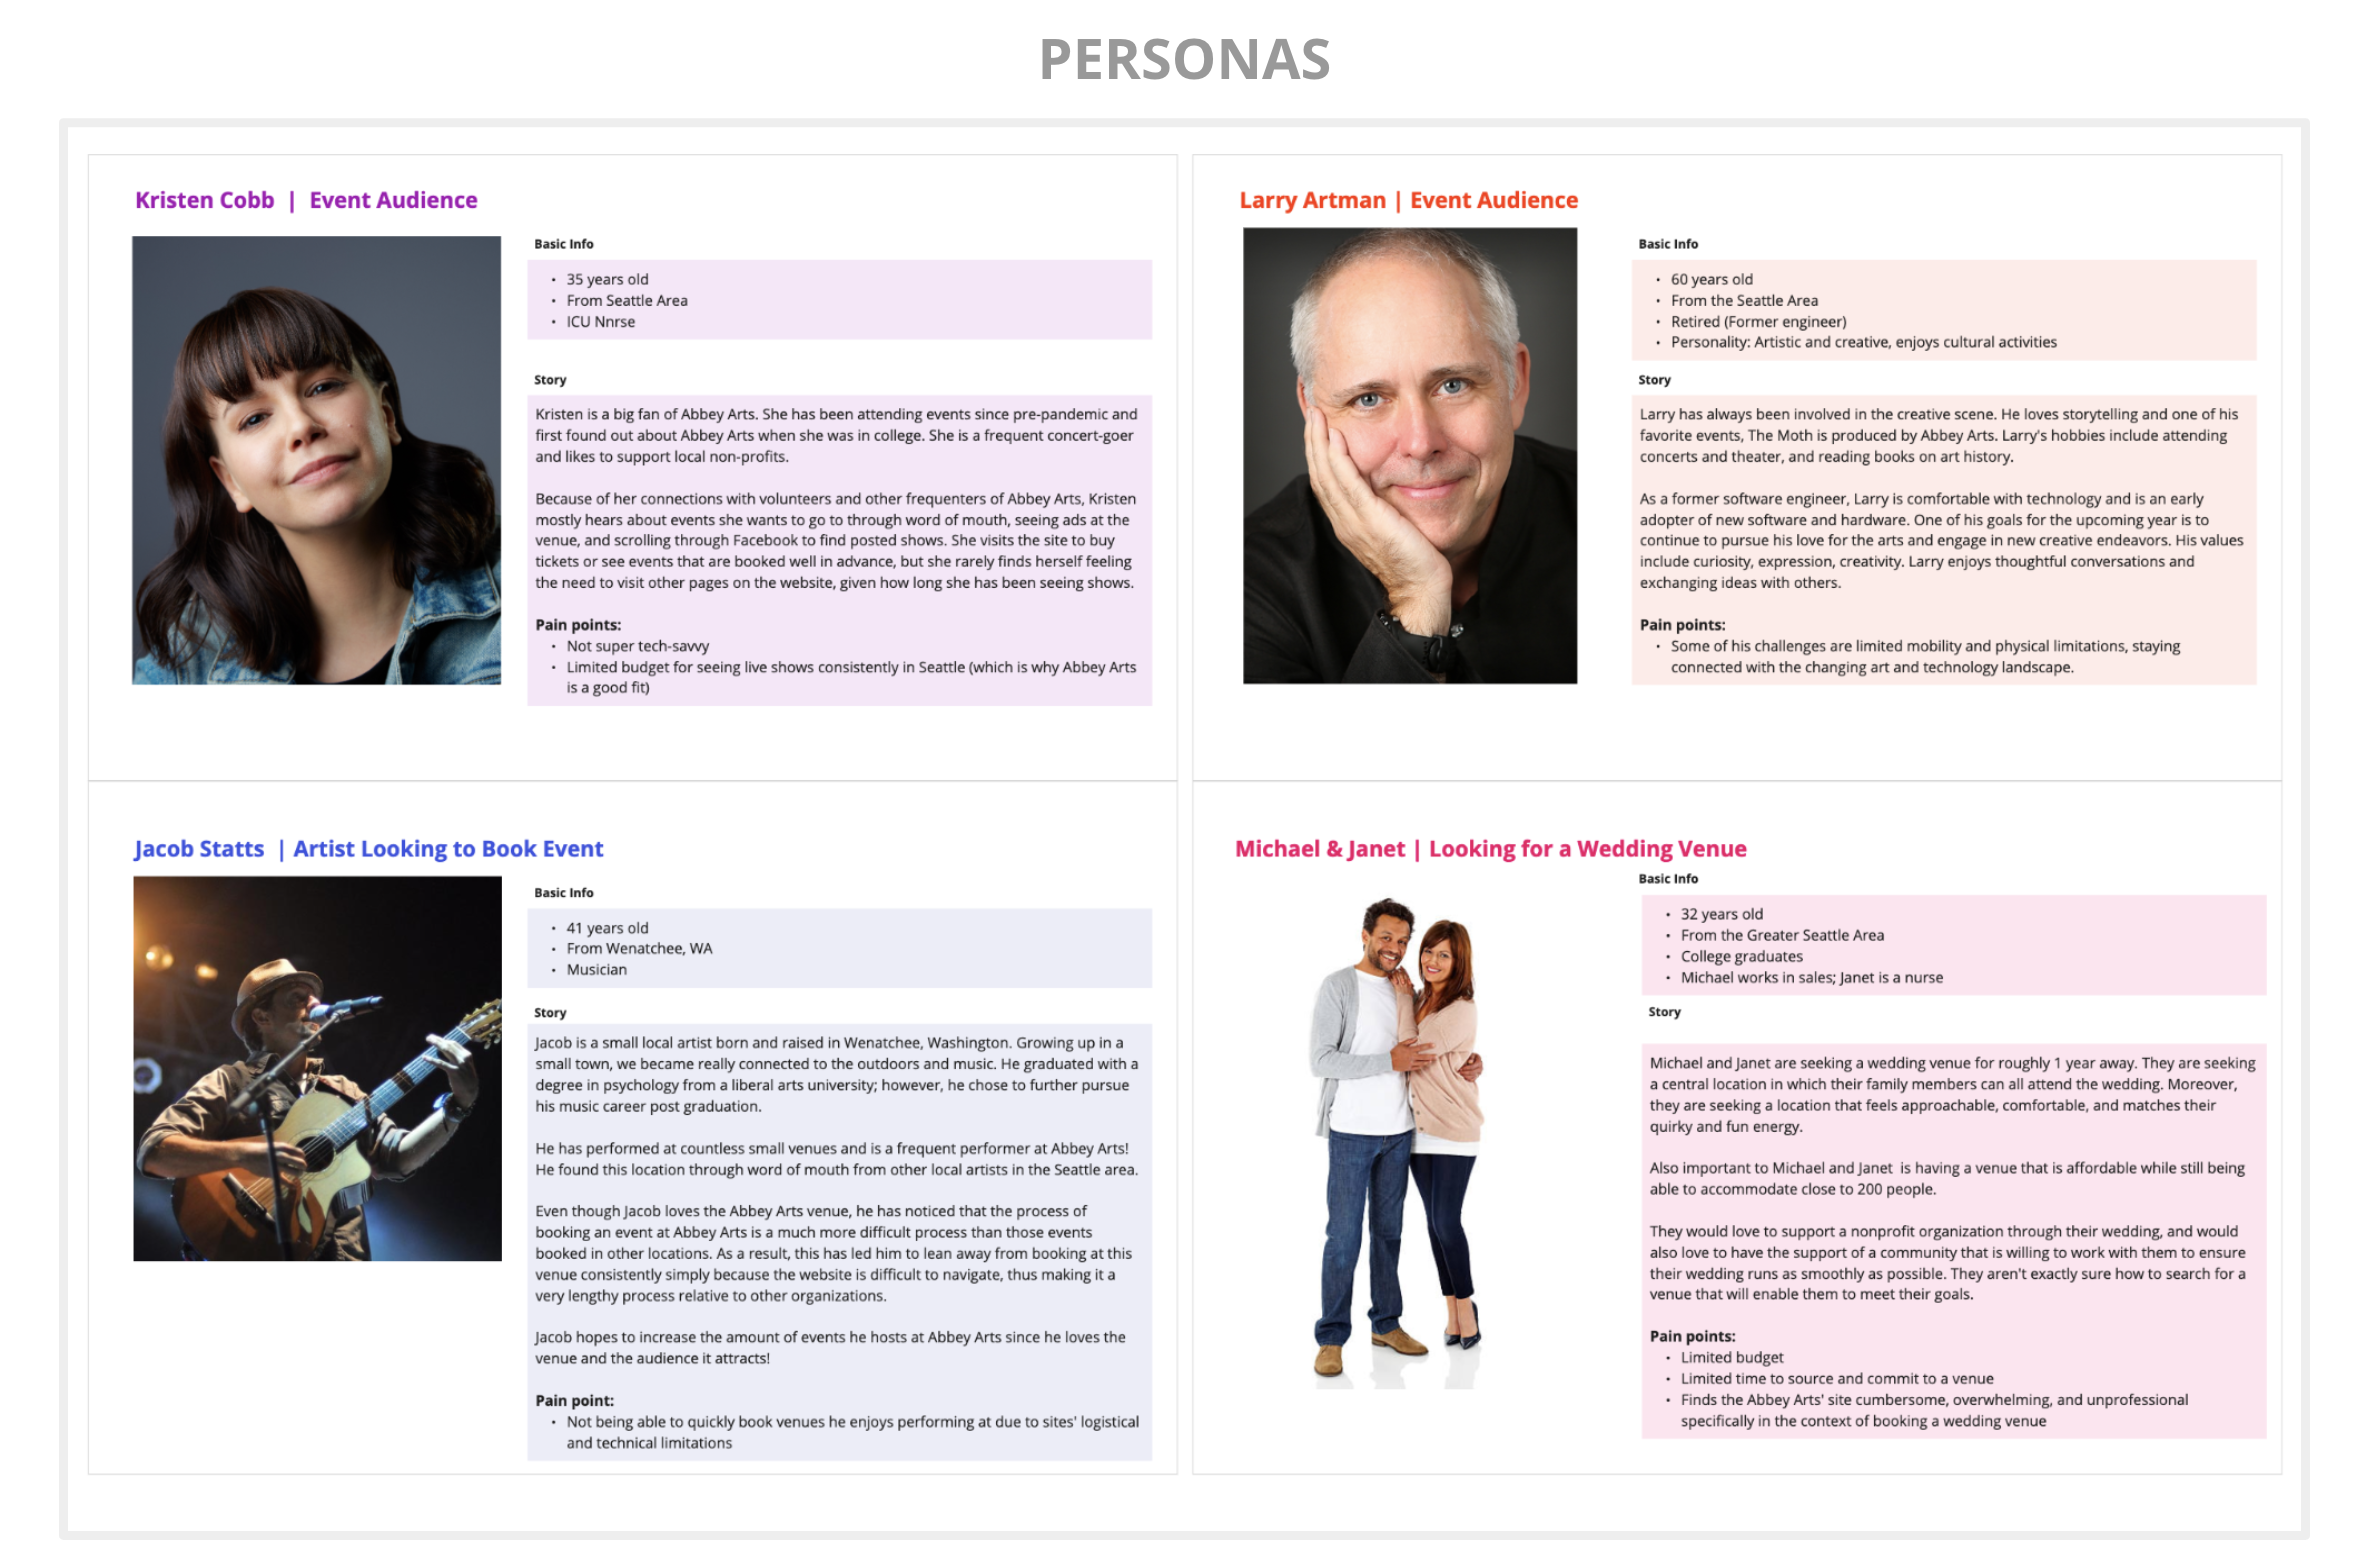 PERSONAS
Kristen Cobb | Event Audience
Basic Info
• 35 years old
• From Seattle Area
• ICU Nnrse
Story
Kristen is a big fan of Abbey Arts. She has been attending events since pre-pandemic and
first found out about Abbey Arts when she was in college. She is a frequent concert-goer
and likes to support local non-profits.
Because of her connections with volunteers and other frequenters of Abbey Arts, Kristen
mostly hears about events she wants to go to through word of mouth, seeing ads at the
venue, and scrolling through Facebook to find posted shows. She visits the site to buy
tickets or see events that are booked well in advance, but she rarely finds herself feeling
the need to visit other pages on the website, given how long she has been seeing shows.
Pain points:
• Not super tech-savvy
• Limited budget for seeing live shows consistently in Seattle (which is why Abbey Arts
is a good fit)
Larry Artman | Event Audience
Basic Info
• 60 years old
• From the Seattle Area
• Retired (Former engineer)
• Personality: Artistic and creative, enjoys cultural activities
Story
Larry has always been involved in the creative scene. He loves storytelling and one of his
favorite events, The Moth is produced by Abbey Arts. Larry's hobbies include attending
concerts and theater, and reading books on art history.
As a former software engineer, Larry is comfortable with technology and is an early
adopter of new software and hardware. One of his goals for the upcoming year is to
continue to pursue his love for the arts and engage in new creative endeavors. His values
include curiosity, expression, creativity. Larry enjoys thoughtful conversations and
exchanging ideas with others.
Pain points:
• Some of his challenges are limited mobility and physical limitations, staying
connected with the changing art and technology landscape.
Jacob Statts | Artist Looking to Book Event
Basic Info
• 41 years old
• From Wenatchee, WA
• Musician
Story
Jacob is a small local artist born and raised in Wenatchee, Washington. Growing up in a
small town, we became really connected to the outdoors and music. He graduated with a
degree in psychology from a liberal arts university; however, he chose to further pursue
his music career post graduation.
He has performed at countless small venues and is a frequent performer at Abbey Arts!
He found this location through word of mouth from other local artists in the Seattle area.
Even though Jacob loves the Abbey Arts venue, he has noticed that the process of
booking an event at Abbey Arts is a much more difficult process than those events
booked in other locations. As a result, this has led him to lean away from booking at this
venue consistently simply because the website is difficult to navigate, thus making it a
very lengthy process relative to other organizations.
Jacob hopes to increase the amount of events he hosts at Abbey Arts since he loves the
venue and the audience it attracts!
Pain point:
• Not being able to quickly book venues he enjoys performing at due to sites' logistical
and technical limitations
Michael & Janet | Looking for a Wedding Venue
Basic Info
• 32 years old
• From the Greater Seattle Area
• College graduates
• Michael works in sales; Janet is a nurse
Story
Michael and Janet are seeking a wedding venue for roughly 1 year away. They are seeking
a central location in which their family members can all attend the wedding. Moreover,
they are seeking a location that feels approachable, comfortable, and matches their
quirky and fun energy.
Also important to Michael and Janet is having a venue that is affordable while still being
able to accommodate close to 200 people.
They would love to support a nonprofit organization through their wedding, and would
also love to have the support of a community that is willing to work with them to ensure
their wedding runs as smoothly as possible. They aren't exactly sure how to search for a
venue that will enable them to meet their goals.
Pain points:
• Limited budget
• Limited time to source and commit to a venue
• Finds the Abbey Arts' site cumbersome, overwhelming, and unprofessional
specifically in the context of booking a wedding venue